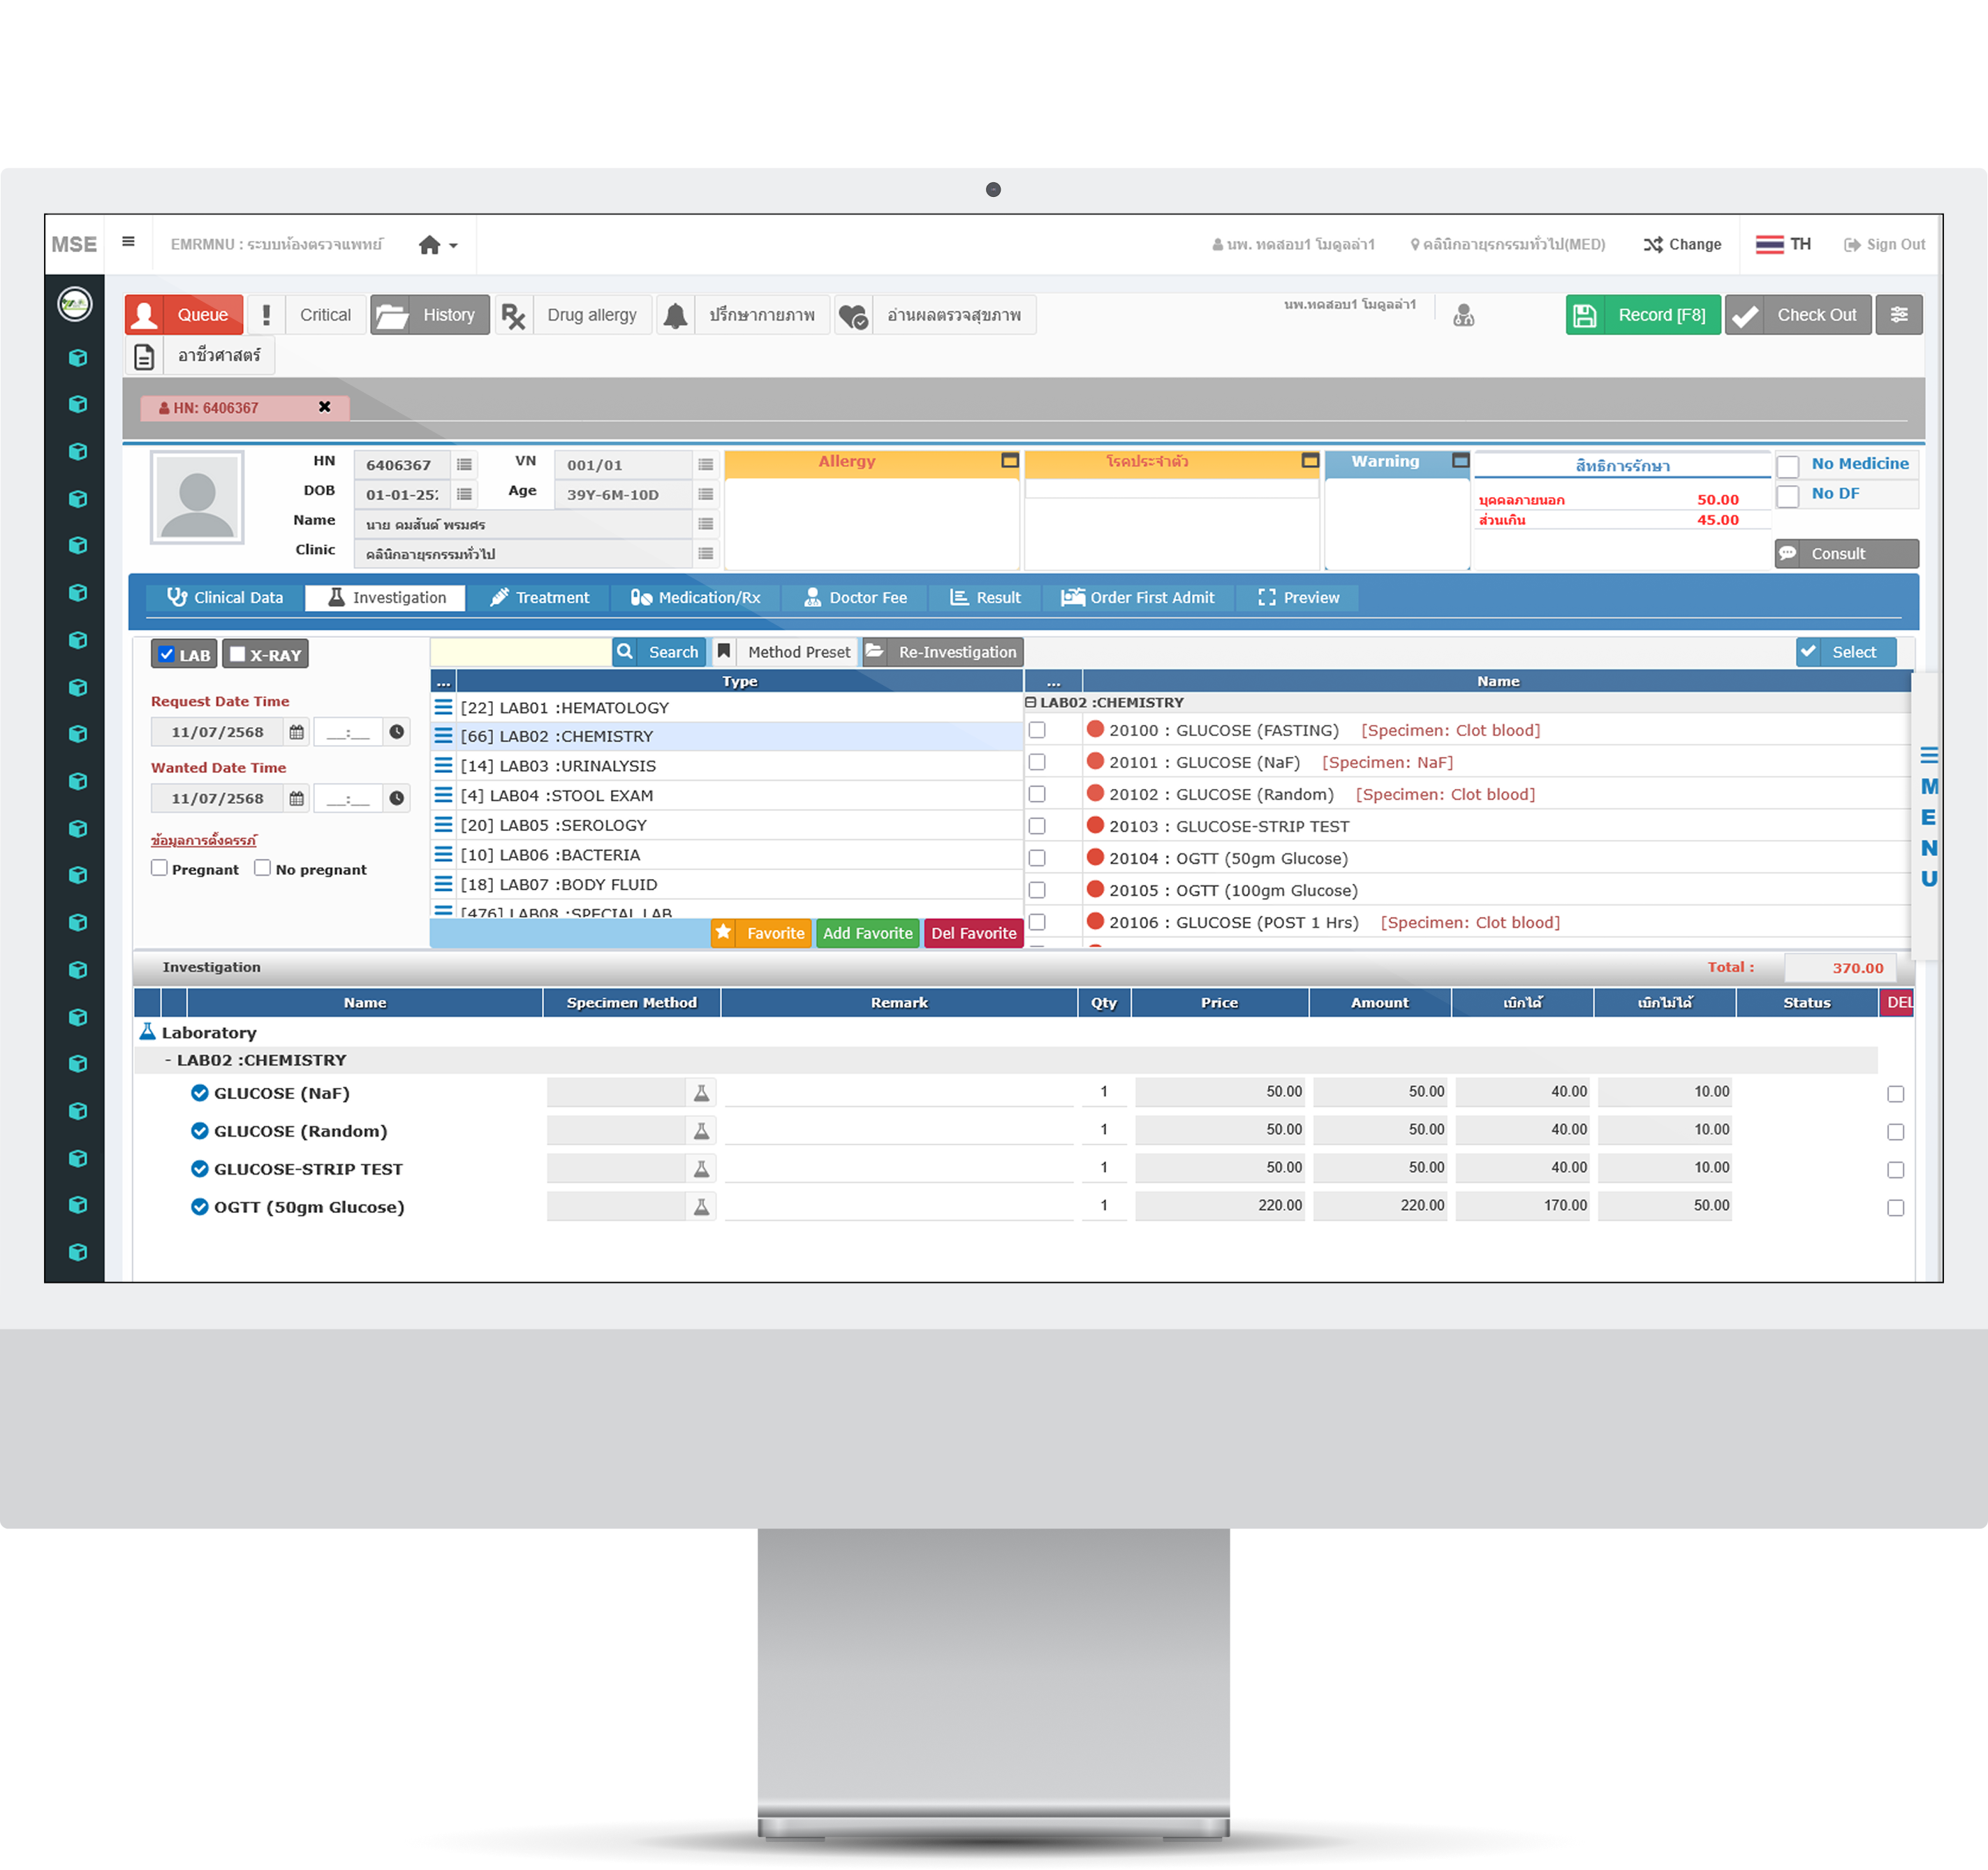 MSE
EMRMNU : ระบบห้องตรวจแพทย์
นพ. ทดสอบ1 โมดูลล่า1
คลินิกอายุรกรรมทั่วไป(MED)
Change
TH
Sign Out
Queue
Critical
History
Drug allergy
ปรึกษากายภาพ
อ่านผลตรวจสุขภาพ
นพ.ทดสอบ1 โมดูลล่า1
Record [F8]
Check Out
อาชีวศาสตร์
HN: 6406367
HN 6406367 VN 001/01
DOB 01-01-25 Age 39Y-6M-10D
Name นาย คมสันต์ พรมศร
Clinic คลินิกอายุรกรรมทั่วไป
Allergy
โรคประจำตัว
Warning
สิทธิการรักษา
บุคคลภายนอก 50.00
ส่วนเกิน 45.00
No Medicine
No DF
Consult
Clinical Data
Investigation
Treatment
Medication/Rx
Doctor Fee
Result
Order First Admit
Preview
LAB
X-RAY
Search
Method Preset
Re-Investigation
Select
Request Date Time
11/07/2568 __:__
Wanted Date Time
11/07/2568 __:__
ข้อมูลการตั้งครรภ์
Pregnant No pregnant
... Type
[22] LAB01 :HEMATOLOGY
[66] LAB02 :CHEMISTRY
[14] LAB03 :URINALYSIS
[4] LAB04 :STOOL EXAM
[20] LAB05 :SEROLOGY
[10] LAB06 :BACTERIA
[18] LAB07 :BODY FLUID
[476] LAB08 :SPECIAL LAB
Favorite
Add Favorite
Del Favorite
... Name
LAB02 :CHEMISTRY
20100 : GLUCOSE (FASTING) [Specimen: Clot blood]
20101 : GLUCOSE (NaF) [Specimen: NaF]
20102 : GLUCOSE (Random) [Specimen: Clot blood]
20103 : GLUCOSE-STRIP TEST
20104 : OGTT (50gm Glucose)
20105 : OGTT (100gm Glucose)
20106 : GLUCOSE (POST 1 Hrs) [Specimen: Clot blood]
MENU
Investigation
Total : 370.00
Name Specimen Method Remark Qty Price Amount เบิกได้ เบิกไม่ได้ Status DEL
Laboratory
- LAB02 :CHEMISTRY
GLUCOSE (NaF) 1 50.00 50.00 40.00 10.00
GLUCOSE (Random) 1 50.00 50.00 40.00 10.00
GLUCOSE-STRIP TEST 1 50.00 50.00 40.00 10.00
OGTT (50gm Glucose) 1 220.00 220.00 170.00 50.00